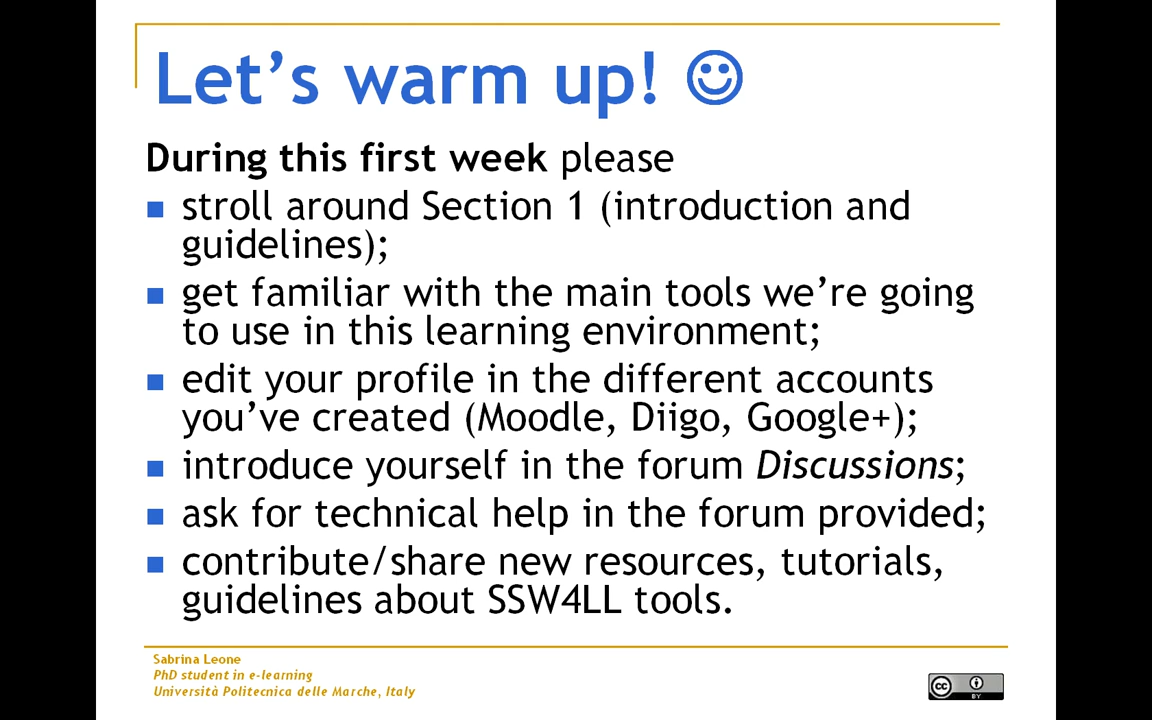 Let’s warm up! ☺
During this first week please
■ stroll around Section 1 (introduction and
guidelines);
■ get familiar with the main tools we’re going
to use in this learning environment;
■ edit your profile in the different accounts
you’ve created (Moodle, Diigo, Google+);
■ introduce yourself in the forum Discussions;
■ ask for technical help in the forum provided;
■ contribute/share new resources, tutorials,
guidelines about SSW4LL tools.
Sabrina Leone
PhD student in e-learning
Università Politecnica delle Marche, Italy
cc
BY